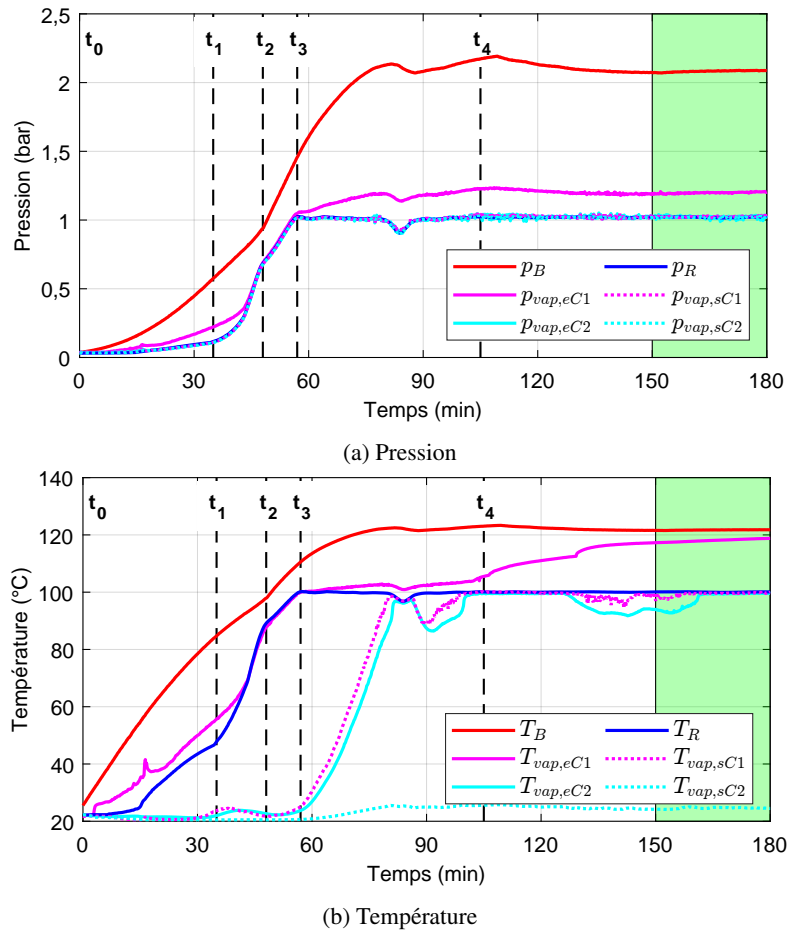 2,5
2
1,5
1
0,5
0
Pression (bar)
t0 t1 t2 t3 t4
pB pR
pvap,eC1 pvap,sC1
pvap,eC2 pvap,sC2
0 30 60 90 120 150 180
Temps (min)
(a) Pression
140
120
100
80
60
40
20
Température (°C)
t0 t1 t2 t3 t4
TB TR
Tvap,eC1 Tvap,sC1
Tvap,eC2 Tvap,sC2
0 30 60 90 120 150 180
Temps (min)
(b) Température